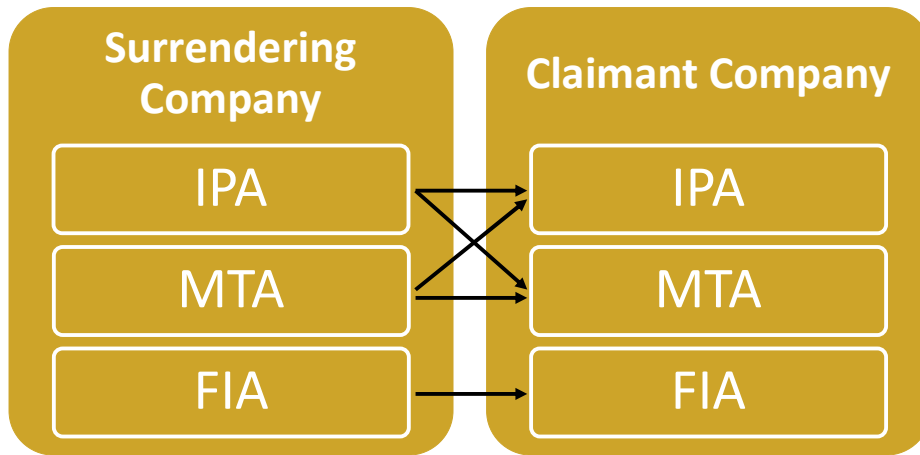 Surrendering
Company
IPA
MTA
FIA
Claimant Company
IPA
MTA
FIA